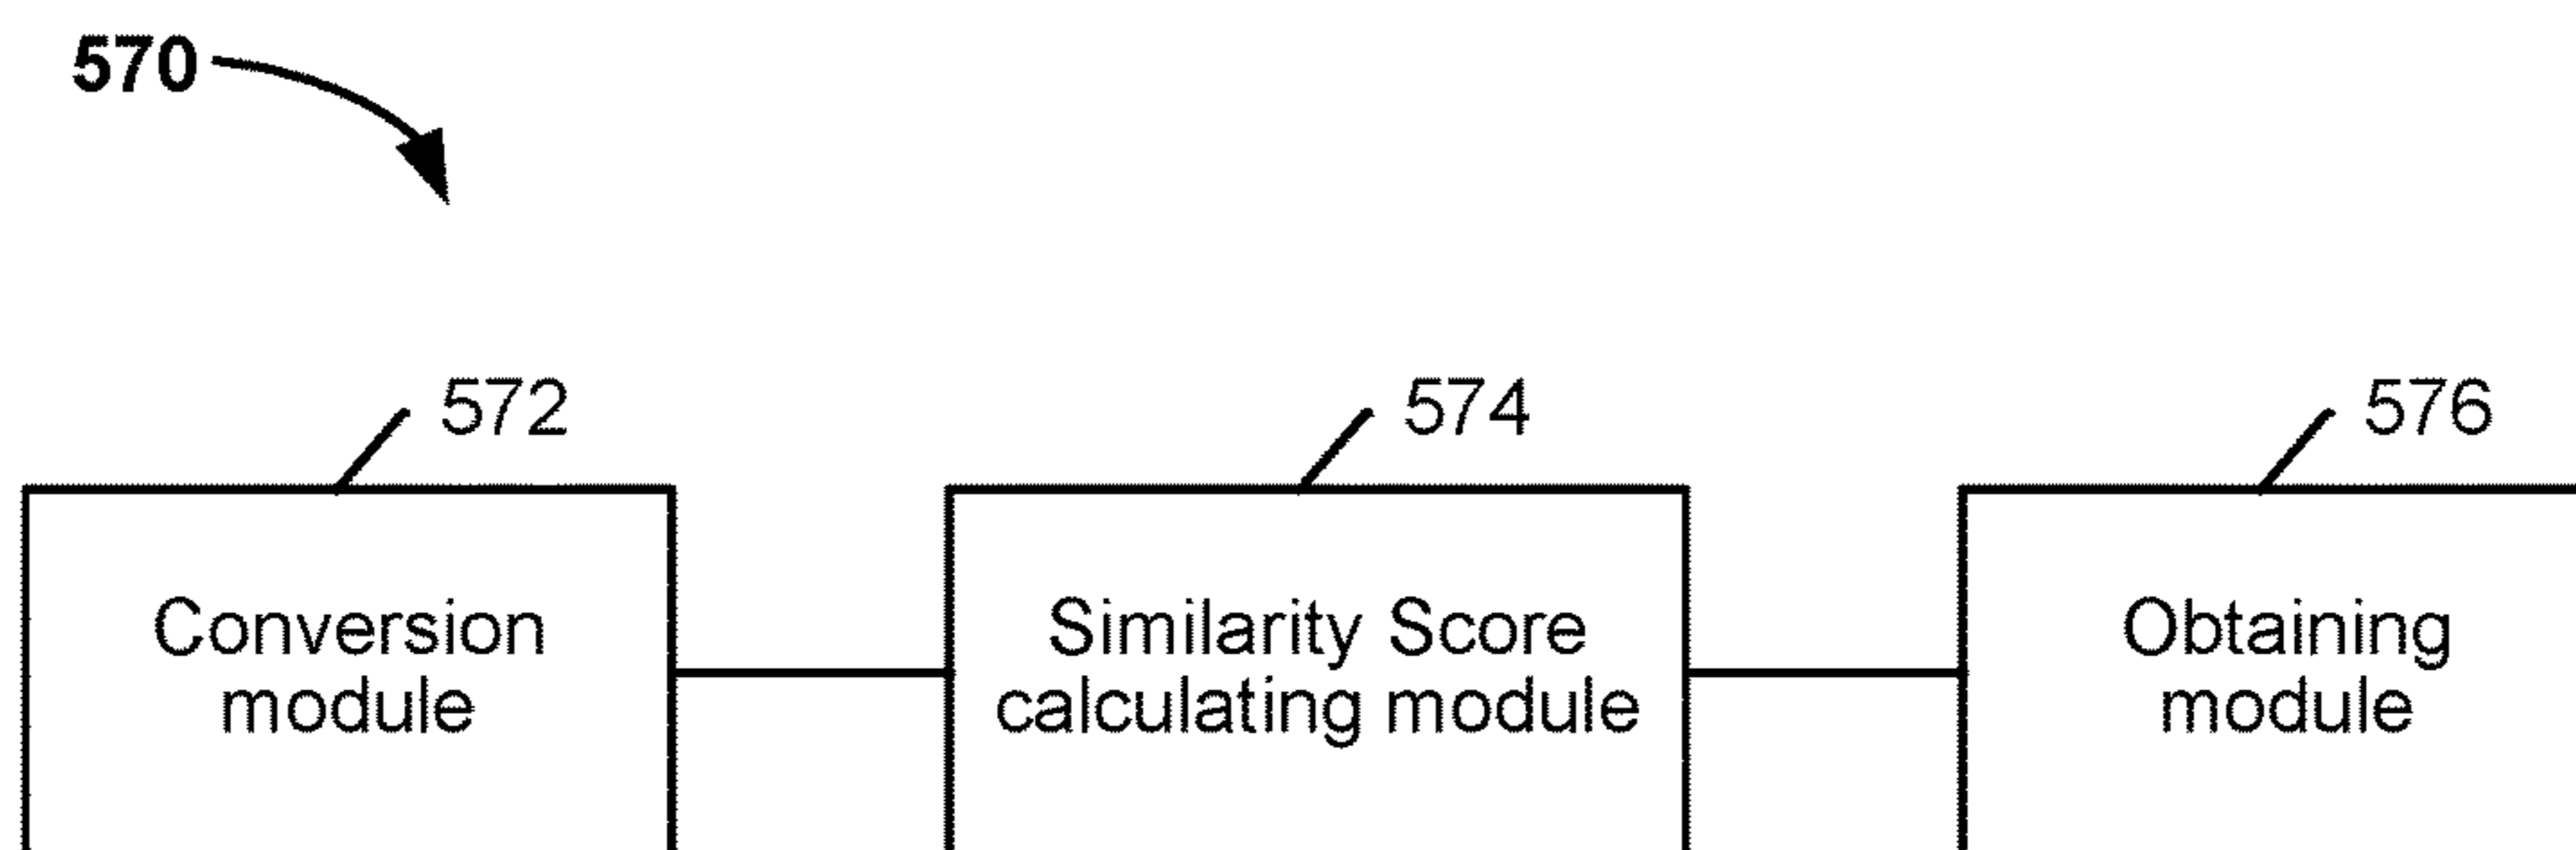 570
572
574
576
Conversion
module
Similarity Score
calculating module
Obtaining
module